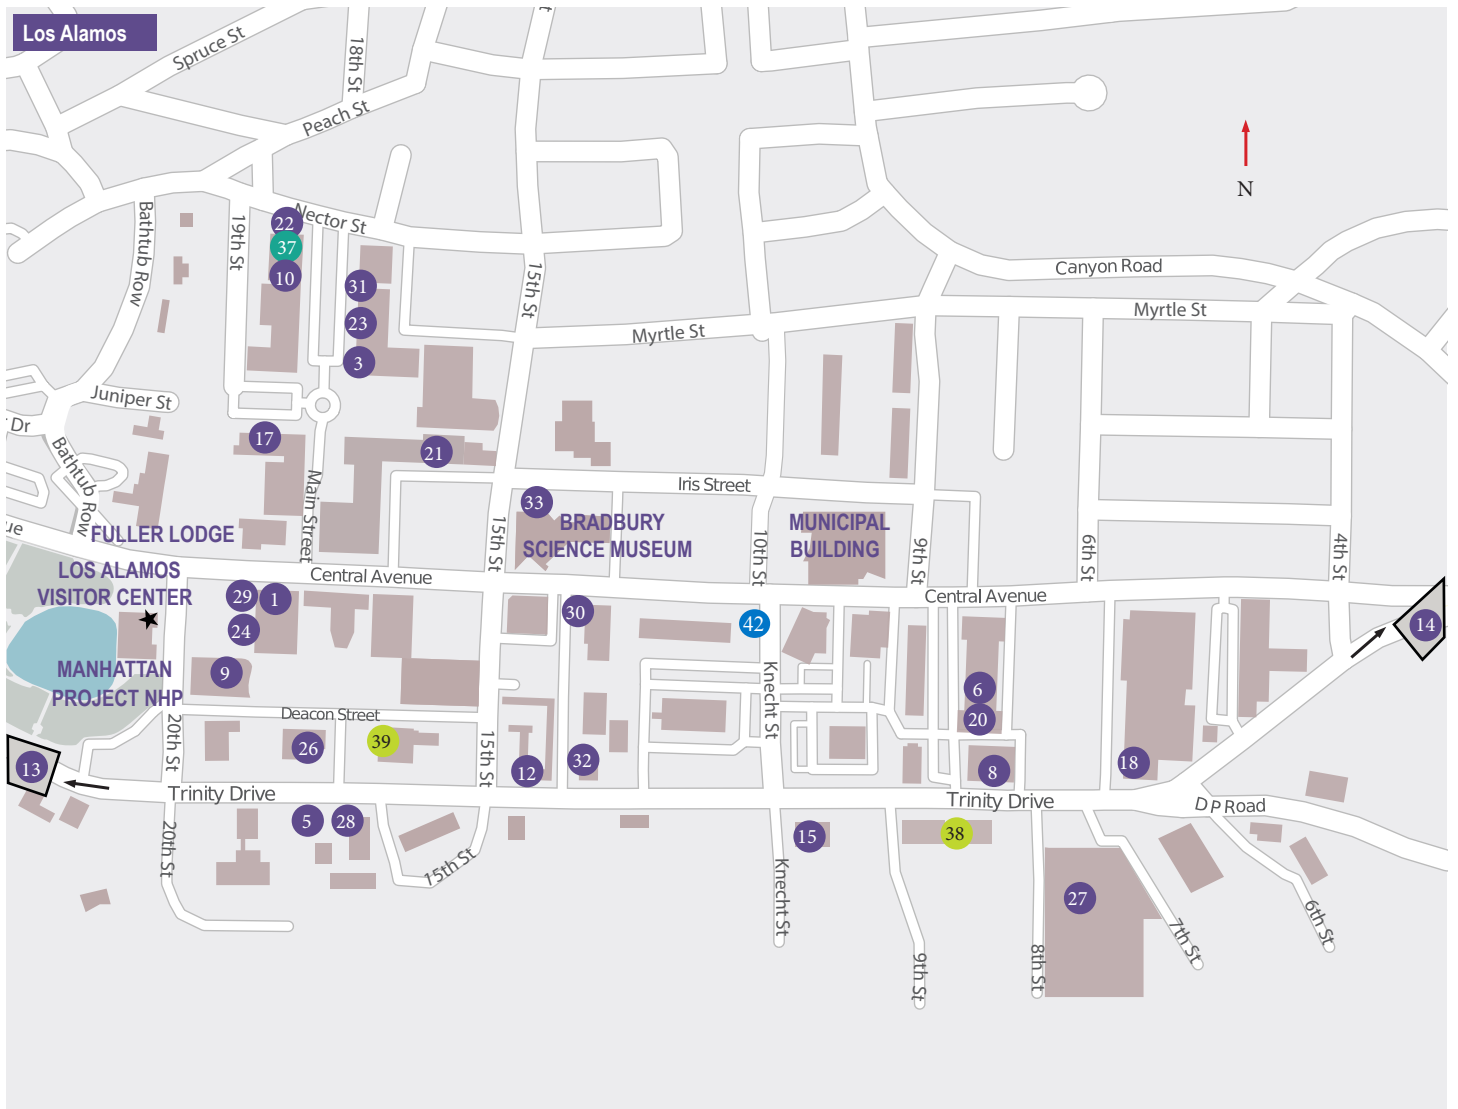 Los Alamos
Spruce St
18th St
Peach St
N
Bathtub Row
19th St
22
Nector St
37
10
31
23
3
15th St
Canyon Road
Myrtle St
Myrtle St
Juniper St
Dr
Bathtub Row
17
21
Main Street
Iris Street
33
15th St
BRADBURY
SCIENCE MUSEUM
10th St
MUNICIPAL
BUILDING
9th St
6th St
4th St
ue
FULLER LODGE
LOS ALAMOS
VISITOR CENTER
Central Avenue
Central Avenue
29
1
24
30
42
14
9
MANHATTAN
PROJECT NHP
Knecht St
6
20
Deacon Street
20th St
26
39
15th St
12
32
8
18
13
Trinity Drive
Trinity Drive
D P Road
5
28
15
38
20th St
15th St
Knecht St
27
9th St
8th St
7th St
6th St